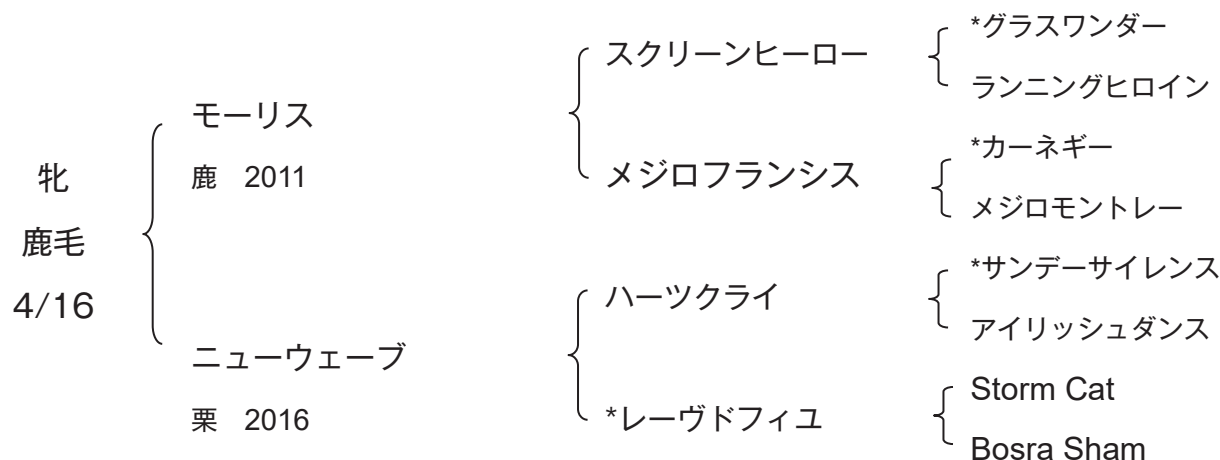 牝
鹿毛
4/16
モーリス
鹿 2011
ニューウェーブ
栗 2016
スクリーンヒーロー
メジロフランシス
ハーツクライ
*レーヴドフィユ
*グラスワンダー
ランニングヒロイン
*カーネギー
メジロモントレー
*サンデーサイレンス
アイリッシュダンス
Storm Cat
Bosra Sham